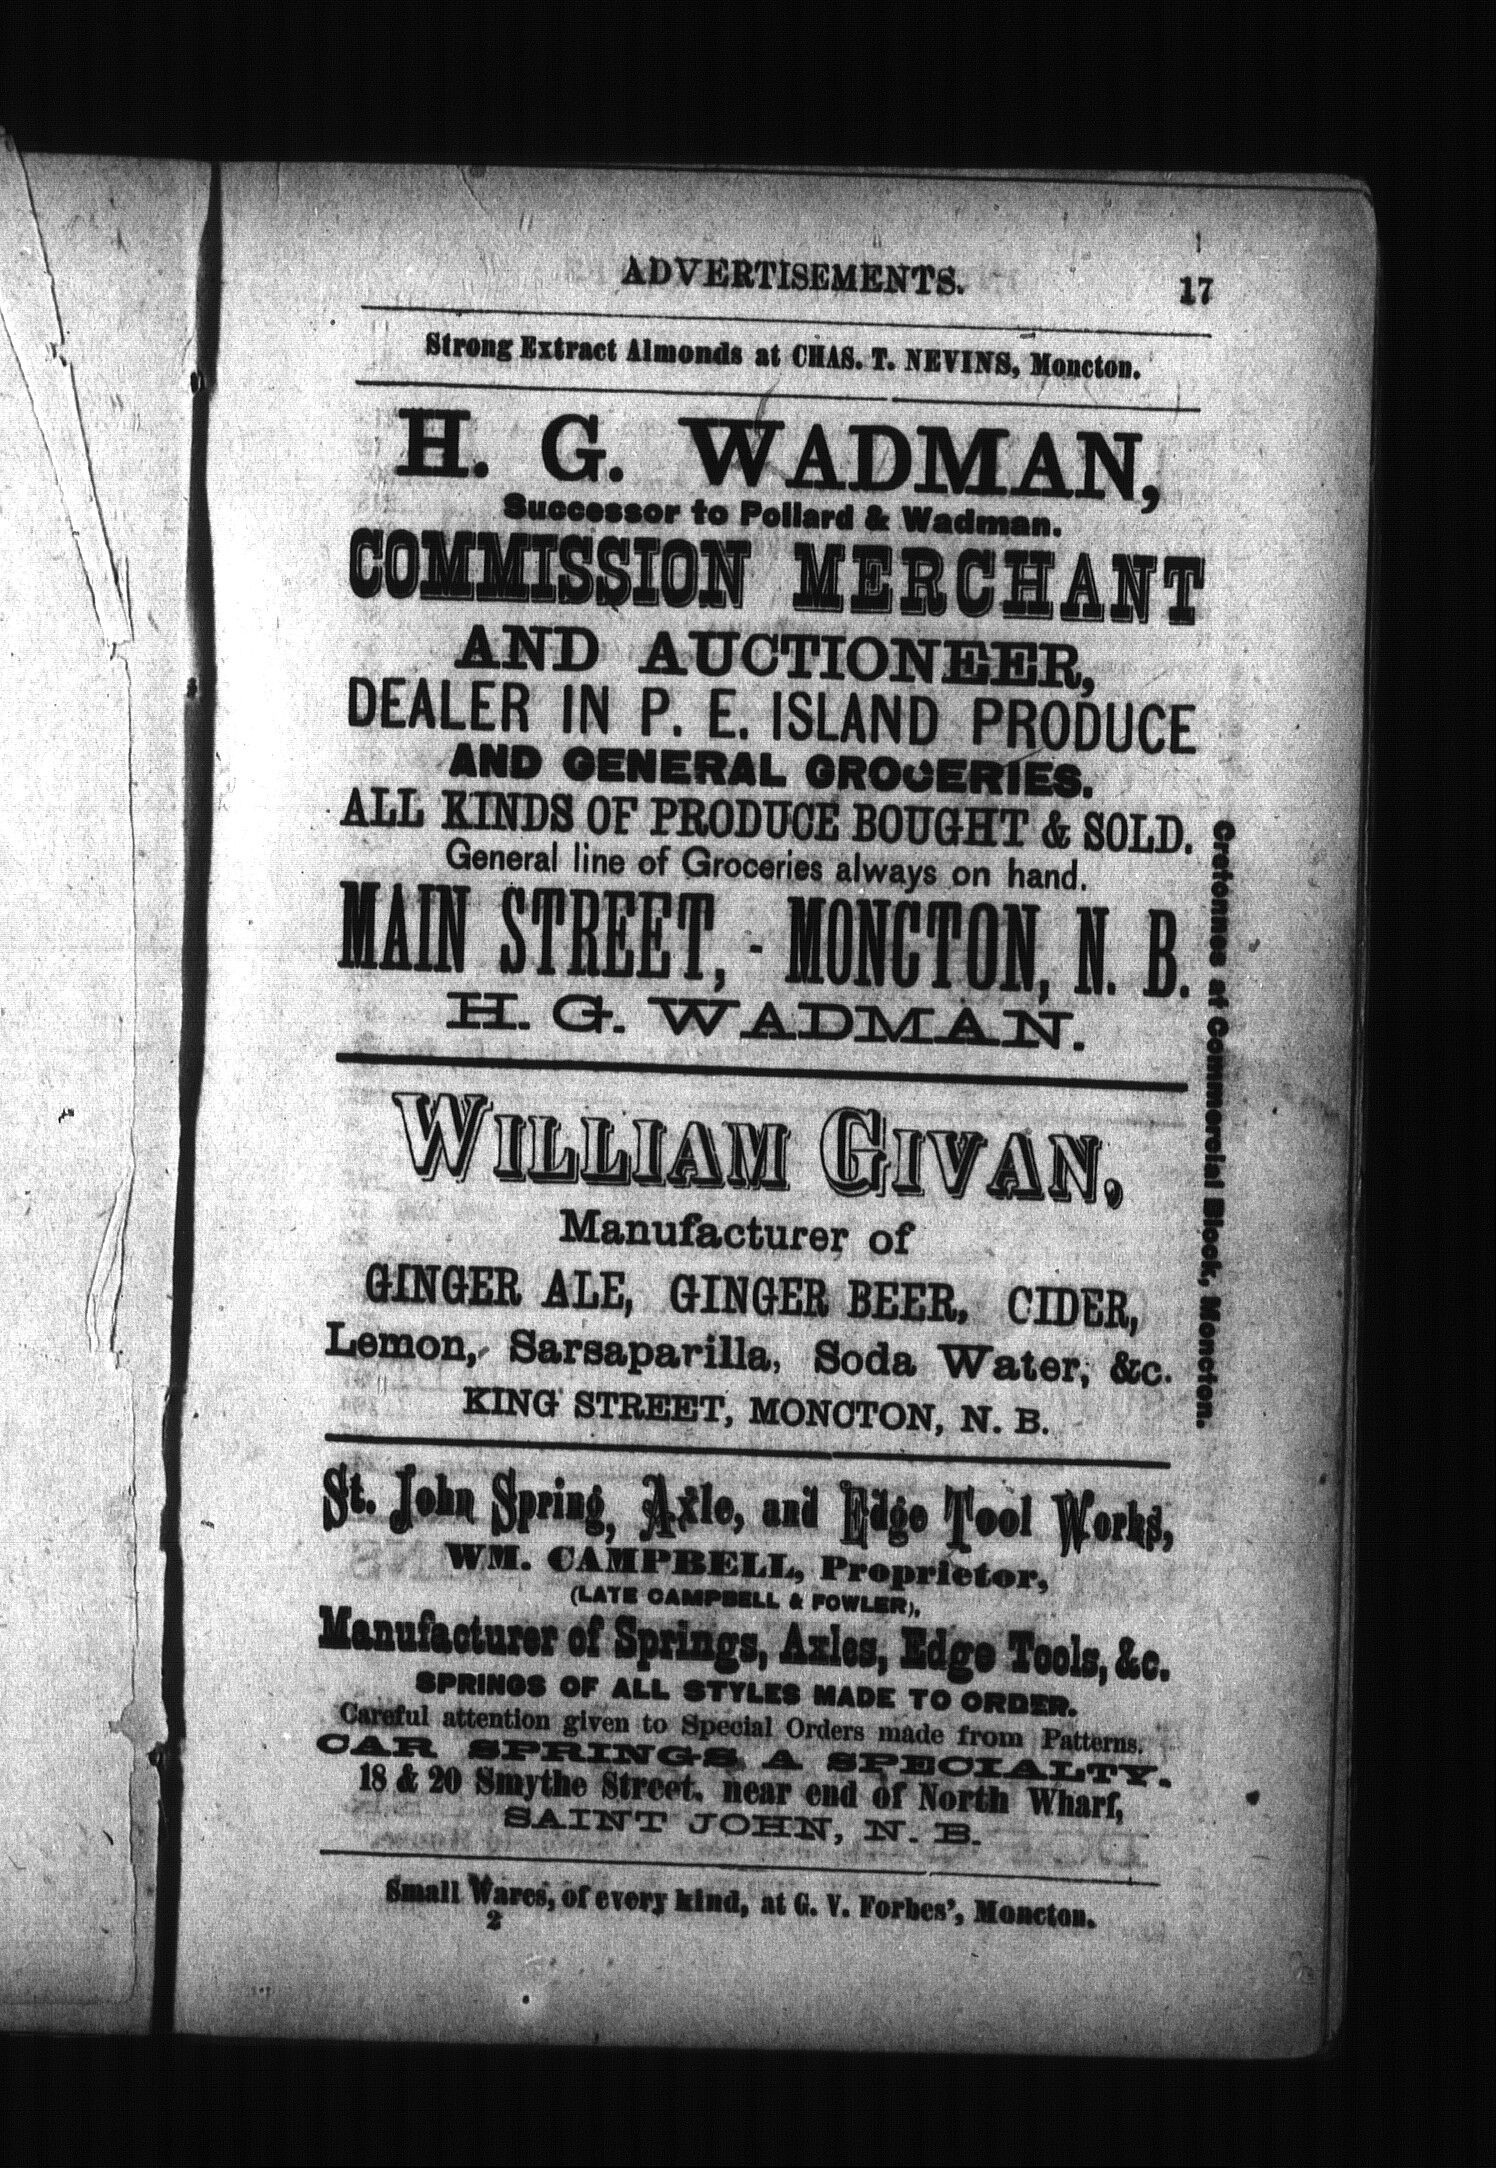 ADVERTISEMENTS. 17
Strong Extract Almonds at CHAS. T. NEVINS, Moncton.
H. G. WADMAN,
Successor to Pollard & Wadman.
COMMISSION MERCHANT
AND AUCTIONEER,
DEALER IN P. E. ISLAND PRODUCE
AND GENERAL GROCERIES.
ALL KINDS OF PRODUCE BOUGHT & SOLD.
General line of Groceries always on hand.
MAIN STREET, - MONCTON, N. B.
H. G. WADMAN.
WILLIAM GIVAN,
Manufacturer of
GINGER ALE, GINGER BEER, CIDER,
Lemon, Sarsaparilla, Soda Water, &c.
KING STREET, MONCTON, N. B.
St. John Spring, Axle, and Edge Tool Works,
WM. CAMPBELL, Proprietor,
(LATE CAMPBELL & FOWLER),
Manufacturer of Springs, Axles, Edge Tools, &c.
SPRINGS OF ALL STYLES MADE TO ORDER.
Careful attention given to Special Orders made from Patterns.
CAR SPRINGS A SPECIALTY.
18 & 20 Smythe Street, near end of North Wharf,
SAINT JOHN, N. B.
Small Wares, of every kind, at G. V. Forbes', Moncton.
2
Cretonnes at Commercial Block, Moncton.